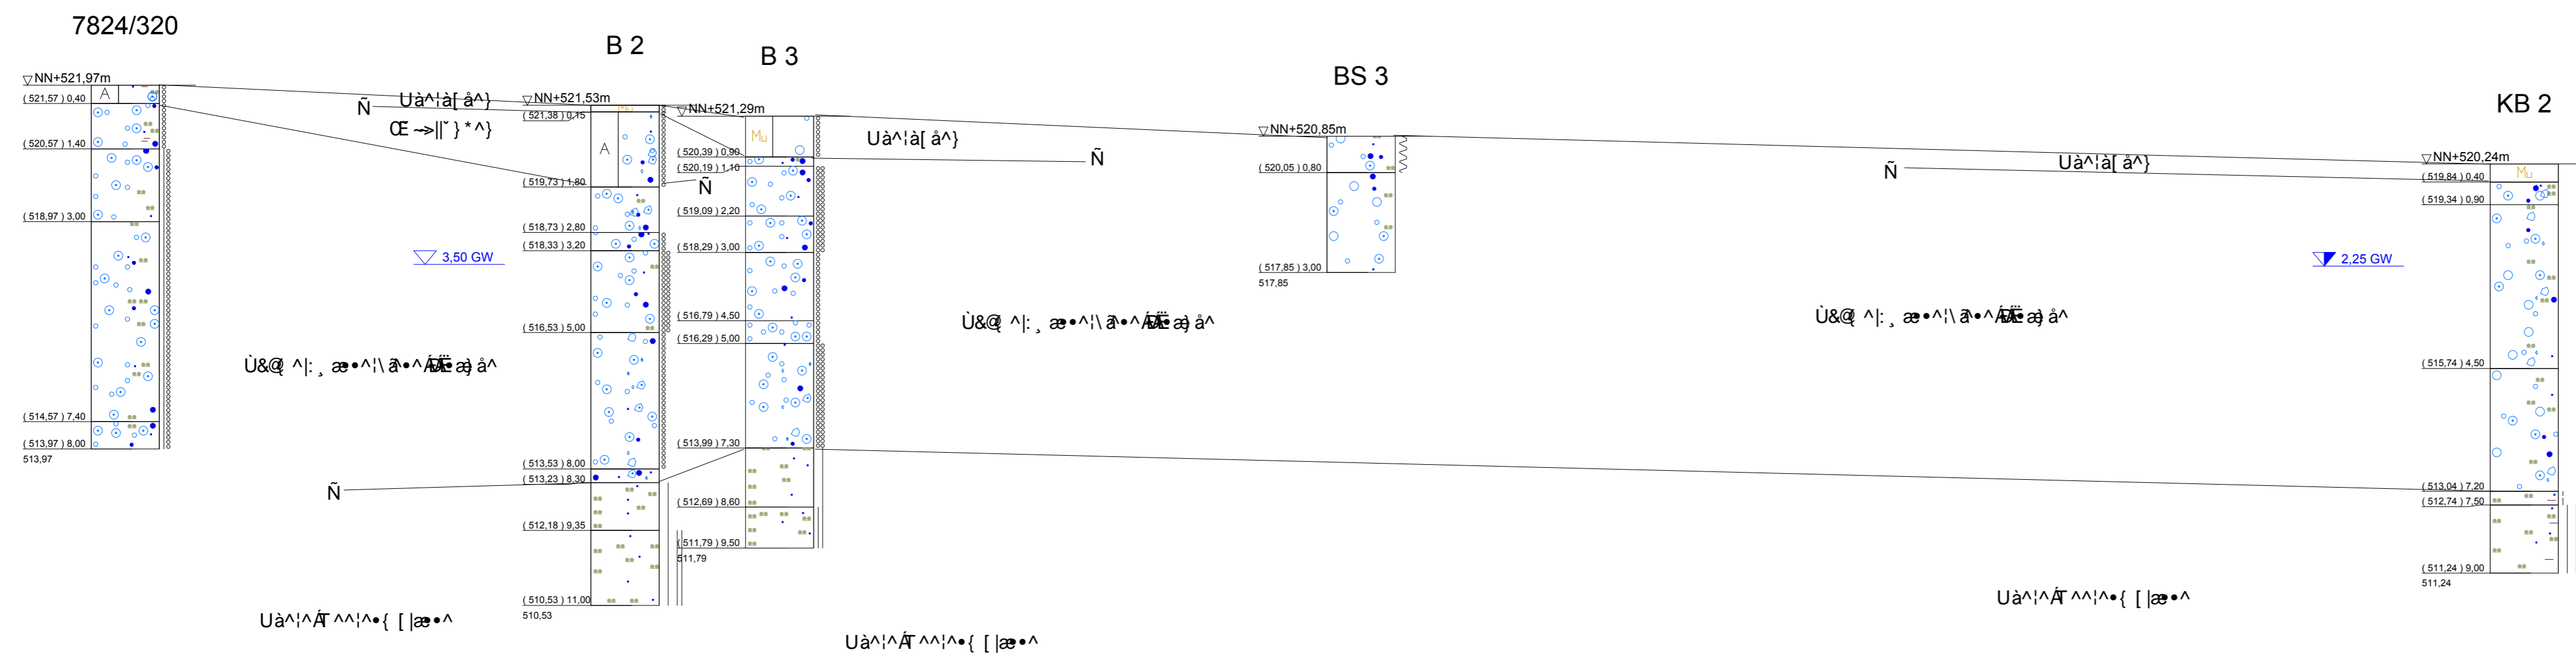 7824/320
B 2
B 3
BS 3
KB 2
NN+521,97m
A
( 521,57 ) 0,40
( 520,57 ) 1,40
( 518,97 ) 3,00
( 514,57 ) 7,40
( 513,97 ) 8,00
513,97
Ñ
3,50 GW
Ñ
NN+521,53m
Mu
( 521,38 ) 0,15
A
( 519,73 ) 1,80
( 518,73 ) 2,80
( 518,33 ) 3,20
( 516,53 ) 5,00
( 513,53 ) 8,00
( 513,23 ) 8,30
( 512,18 ) 9,35
( 510,53 ) 11,00
510,53
Ñ
NN+521,29m
Mu
( 520,39 ) 0,90
( 520,19 ) 1,10
( 519,09 ) 2,20
( 518,29 ) 3,00
( 516,79 ) 4,50
( 516,29 ) 5,00
( 513,99 ) 7,30
( 512,69 ) 8,60
( 511,79 ) 9,50
511,79
Ñ
NN+520,85m
( 520,05 ) 0,80
( 517,85 ) 3,00
517,85
Ñ
2,25 GW
NN+520,24m
Mu
( 519,84 ) 0,40
( 519,34 ) 0,90
( 515,74 ) 4,50
( 513,04 ) 7,20
( 512,74 ) 7,50
( 511,24 ) 9,00
511,24